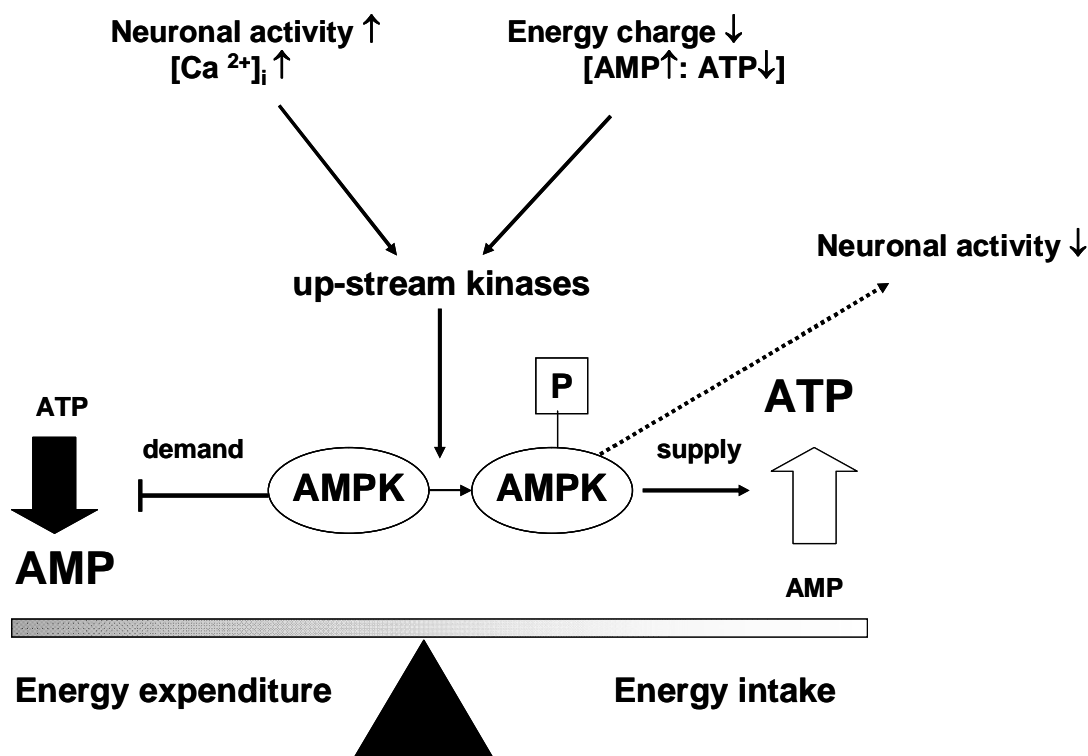 Neuronal activity ↑
[Ca 2+]i ↑
Energy charge ↓
[AMP↑: ATP↓]
Neuronal activity ↓
up-stream kinases
P
ATP
ATP
demand
supply
AMPK
AMPK
AMP
AMP
Energy expenditure
Energy intake